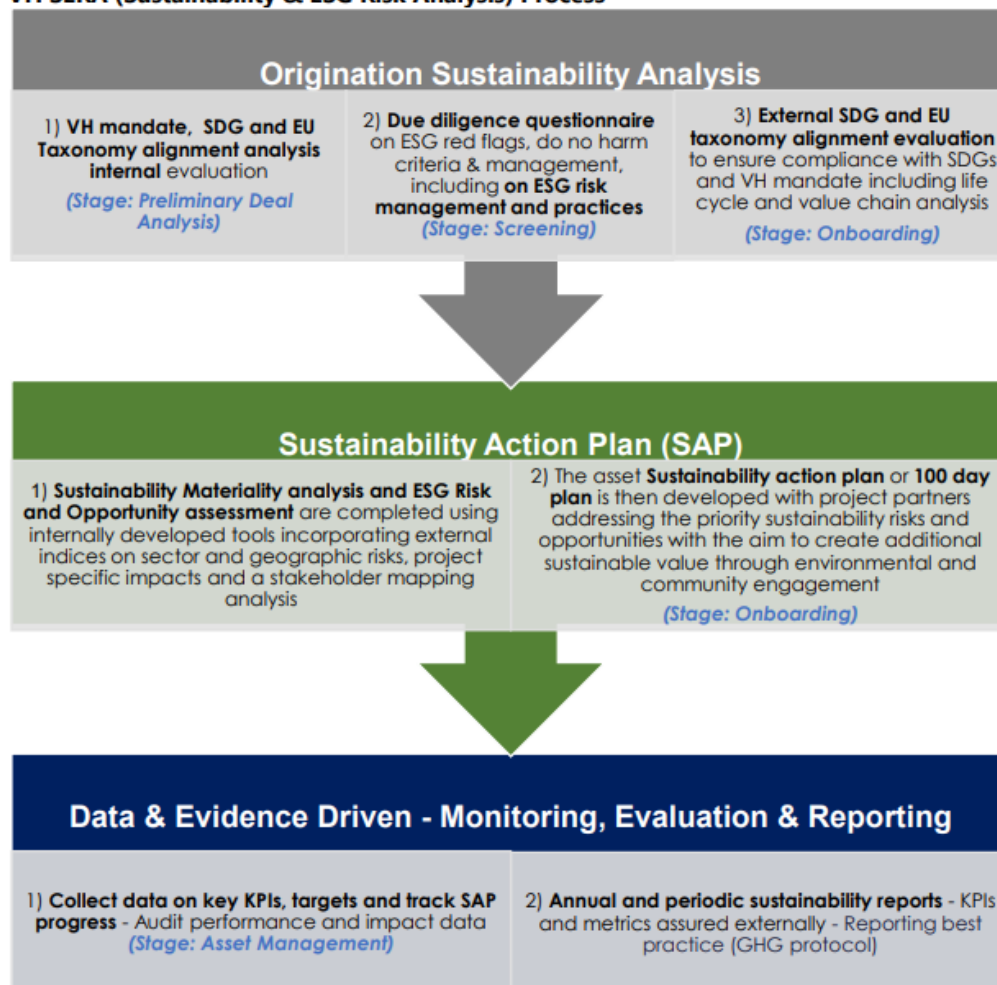 VH SERA (Sustainability & ESG Risk Analysis) Process
Origination Sustainability Analysis
1) VH mandate, SDG and EU
Taxonomy alignment analysis
internal evaluation
(Stage: Preliminary Deal
Analysis)
2) Due diligence questionnaire
on ESG red flags, do no harm
criteria & management,
including on ESG risk
management and practices
(Stage: Screening)
3) External SDG and EU
taxonomy alignment evaluation
to ensure compliance with SDGs
and VH mandate including life
cycle and value chain analysis
(Stage: Onboarding)
Sustainability Action Plan (SAP)
1) Sustainability Materiality analysis and ESG Risk
and Opportunity assessment are completed using
internally developed tools incorporating external
indices on sector and geographic risks, project
specific impacts and a stakeholder mapping
analysis
2) The asset Sustainability action plan or 100 day
plan is then developed with project partners
addressing the priority sustainability risks and
opportunities with the aim to create additional
sustainable value through environmental and
community engagement
(Stage: Onboarding)
Data & Evidence Driven - Monitoring, Evaluation & Reporting
1) Collect data on key KPIs, targets and track SAP
progress - Audit performance and impact data
(Stage: Asset Management)
2) Annual and periodic sustainability reports - KPIs
and metrics assured externally - Reporting best
practice (GHG protocol)